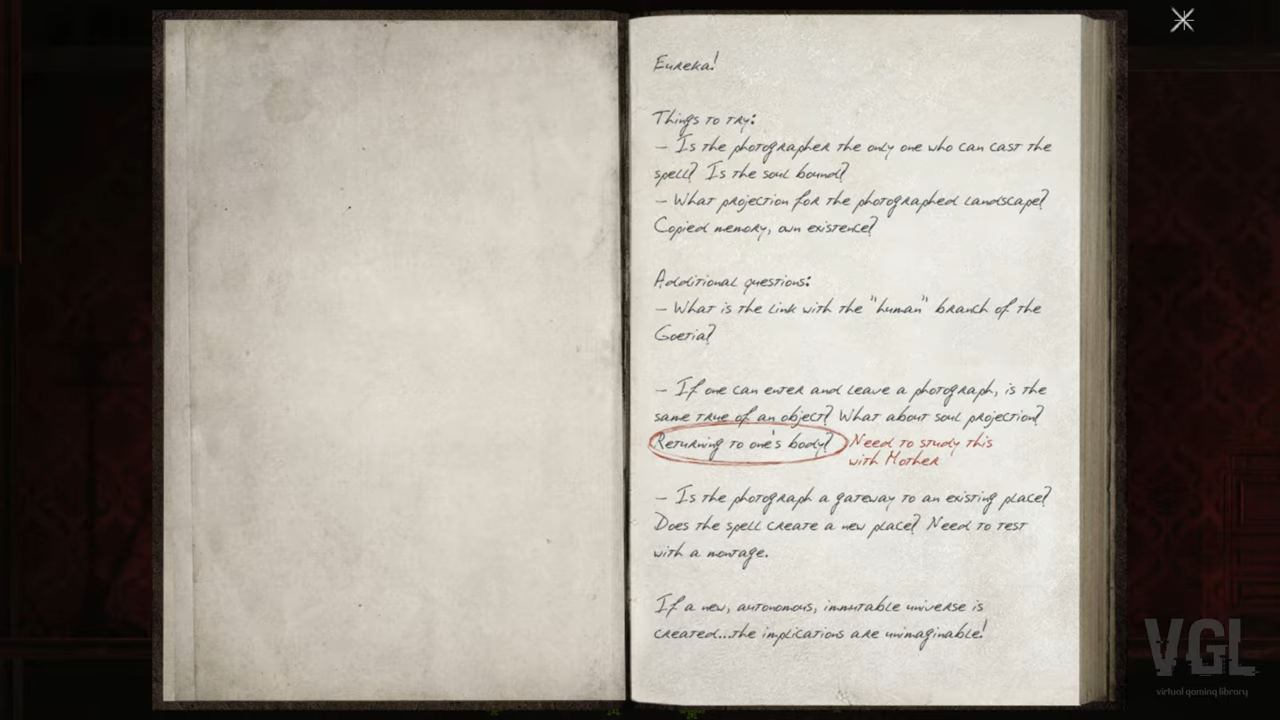 Eureka!
Things to try:
– Is the photographer the only one who can cast the
spell? Is the soul bound?
– What projection for the photographed landscape?
Copied memory, own existence?
Additional questions:
– What is the link with the "human" branch of the
Goetia?
– If one can enter and leave a photograph, is the
same true of an object? What about soul projection?
Returning to one's body? Need to study this
with Mother
– Is the photograph a gateway to an existing place?
Does the spell create a new place? Need to test
with a montage.
If a new, autonomous, immutable universe is
created...the implications are unimaginable!
VGL
virtual gaming library